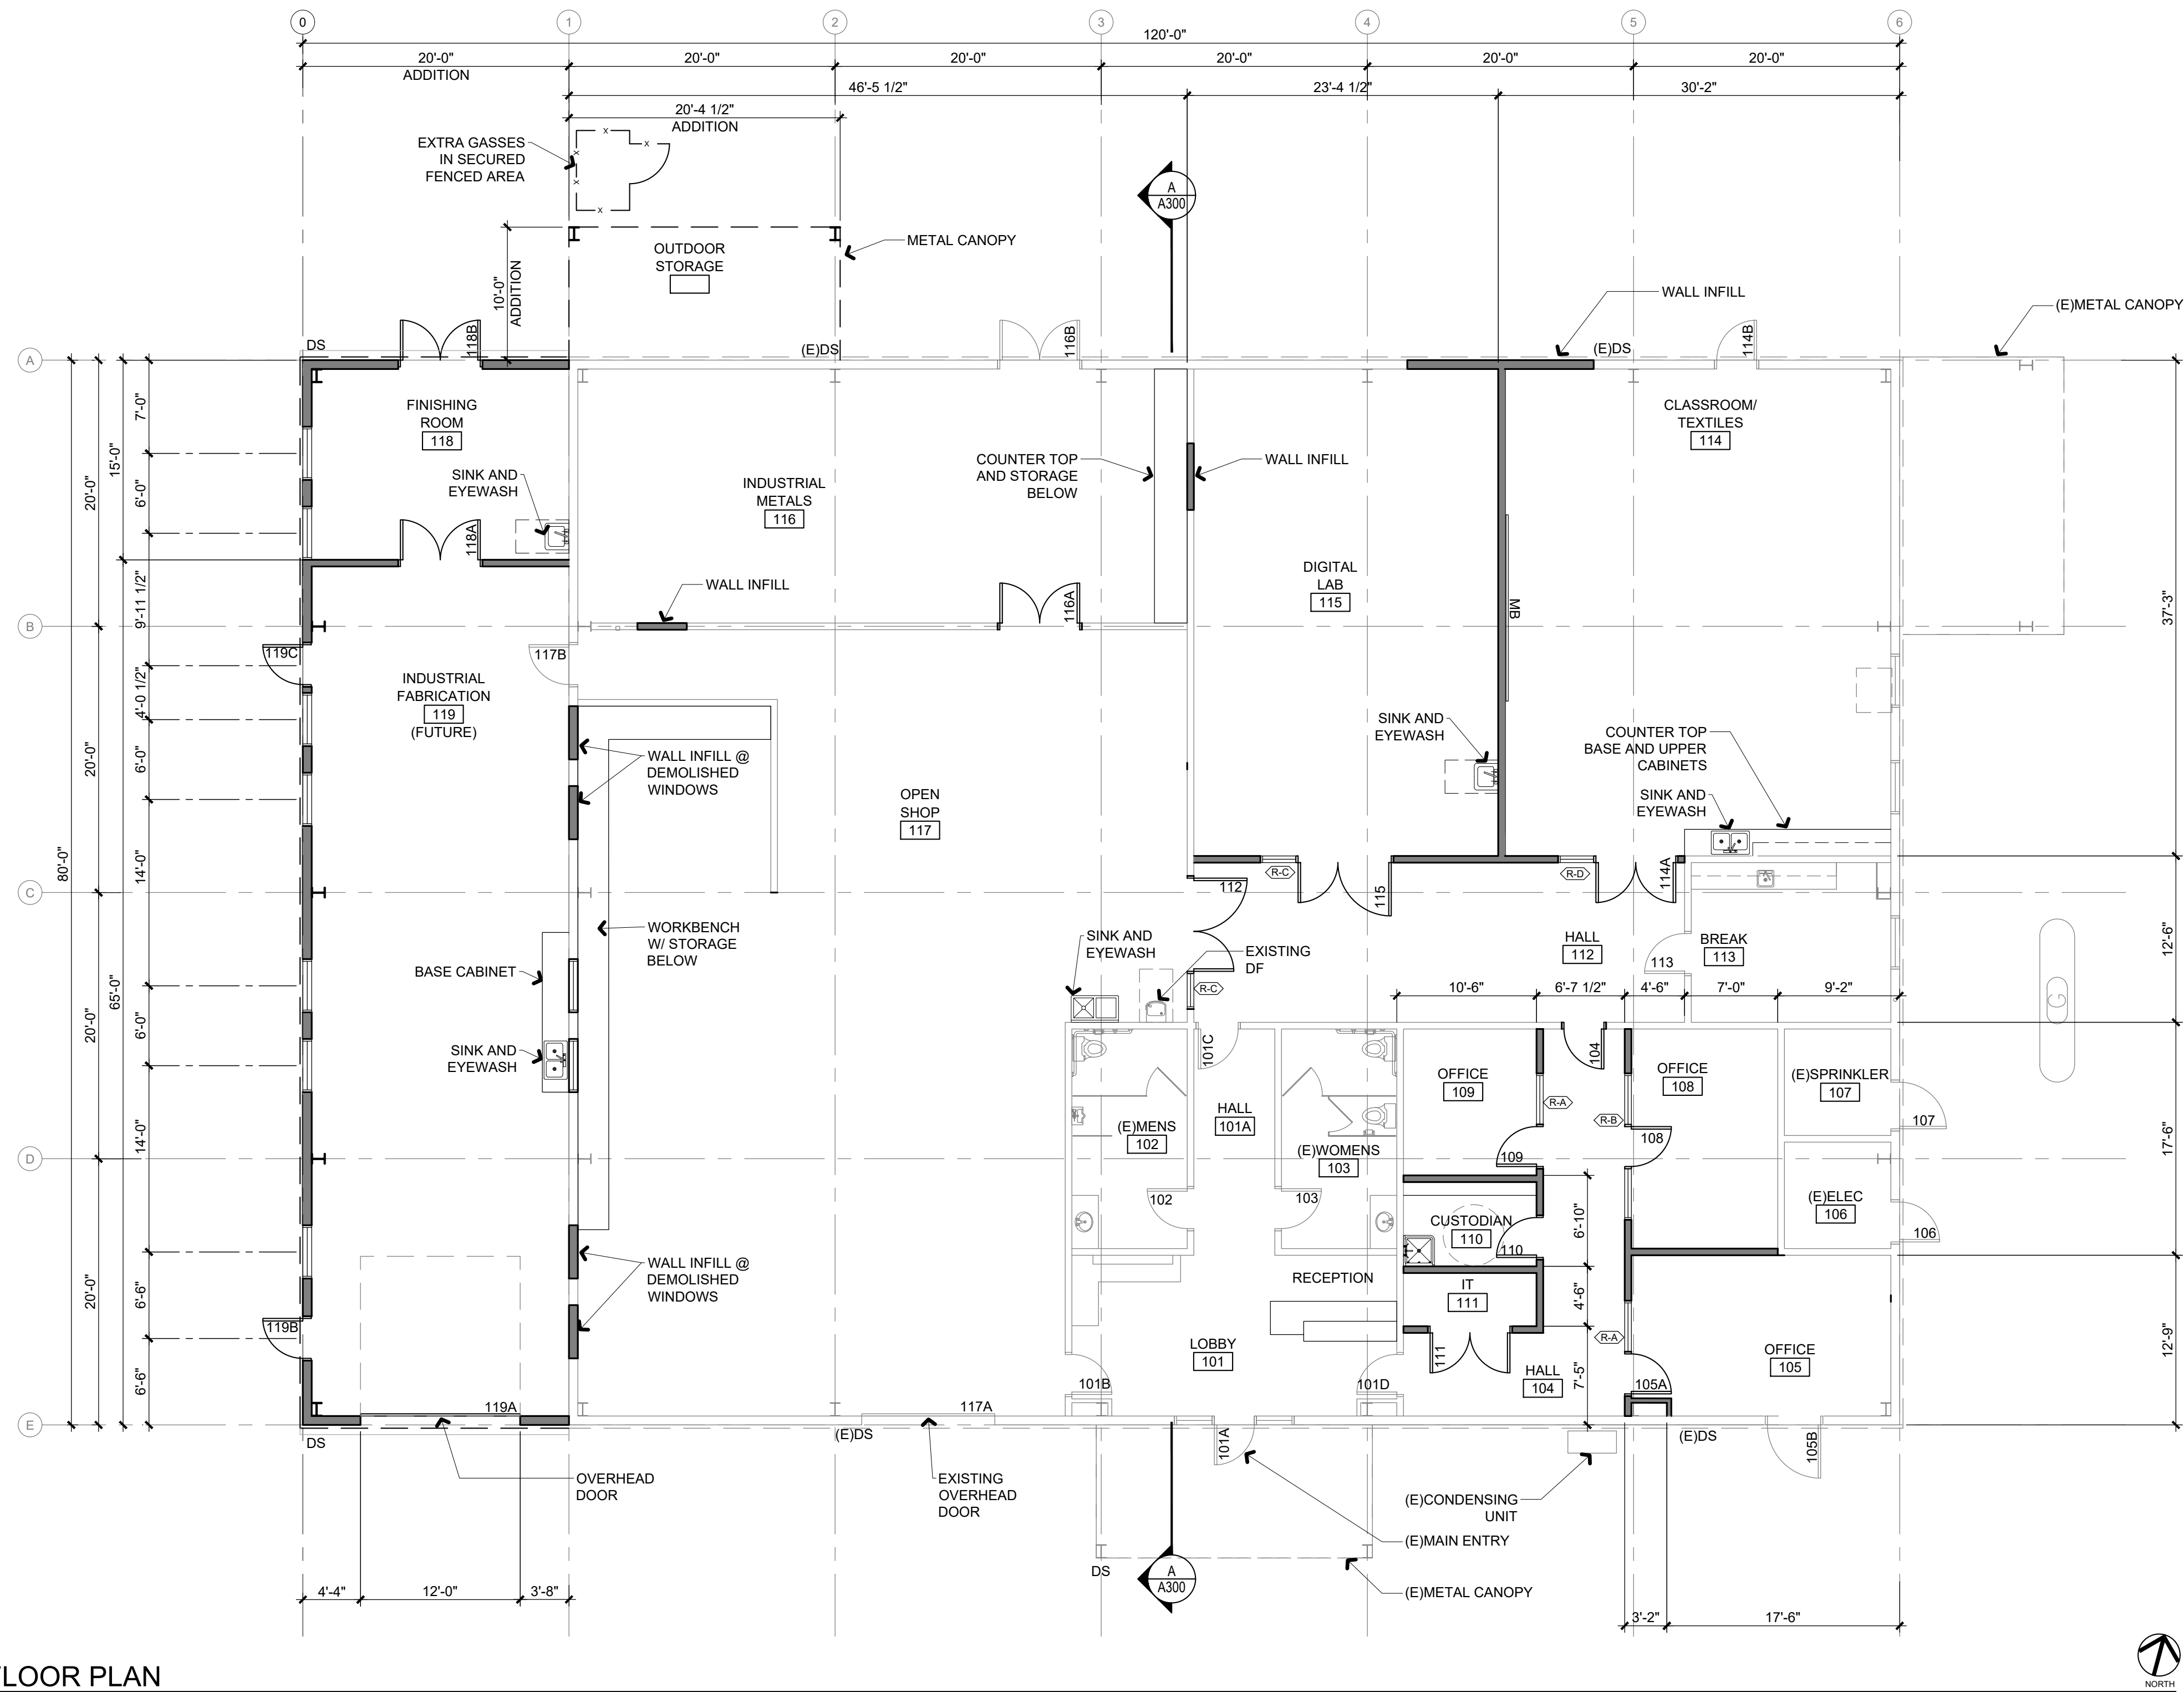 0 1 2 3 4 5 6
120'-0"
20'-0" 20'-0" 20'-0" 20'-0" 20'-0" 20'-0"
ADDITION
46'-5 1/2" 23'-4 1/2" 30'-2"
20'-4 1/2"
ADDITION
EXTRA GASSES
IN SECURED
FENCED AREA
x
x
x
x
x
A
A300
OUTDOOR
STORAGE
METAL CANOPY
10'-0"
ADDITION
WALL INFILL
(E)METAL CANOPY
DS
118B
(E)DS
116B
(E)DS
114B
A
B
C
D
E
80'-0"
20'-0"
20'-0"
20'-0"
20'-0"
15'-0"
65'-0"
7'-0"
6'-0"
9'-11 1/2"
4'-0 1/2"
6'-0"
14'-0"
6'-0"
14'-0"
6'-6"
6'-6"
FINISHING
ROOM
118
SINK AND
EYEWASH
118A
INDUSTRIAL
METALS
116
COUNTER TOP
AND STORAGE
BELOW
WALL INFILL
CLASSROOM/
TEXTILES
114
WALL INFILL
116A
DIGITAL
LAB
115
MB
37'-3"
119C
117B
INDUSTRIAL
FABRICATION
119
(FUTURE)
WALL INFILL @
DEMOLISHED
WINDOWS
OPEN
SHOP
117
SINK AND
EYEWASH
COUNTER TOP
BASE AND UPPER
CABINETS
SINK AND
EYEWASH
R-C
115
R-D
114A
112
WORKBENCH
W/ STORAGE
BELOW
BASE CABINET
SINK AND
EYEWASH
SINK AND
EYEWASH
EXISTING
DF
R-C
HALL
112
113
BREAK
113
12'-6"
G
10'-6" 6'-7 1/2" 4'-6" 7'-0" 9'-2"
101C
104
OFFICE
109
R-A
R-B
OFFICE
108
(E)SPRINKLER
107
107
HALL
101A
(E)MENS
102
(E)WOMENS
103
109
108
102
103
17'-6"
CUSTODIAN
110
110
6'-10"
(E)ELEC
106
106
WALL INFILL @
DEMOLISHED
WINDOWS
RECEPTION
IT
111
4'-6"
119B
LOBBY
101
111
R-A
OFFICE
105
12'-9"
101B
101D
HALL
104
7'-5"
105A
119A
117A
DS
(E)DS
101A
(E)DS
105B
OVERHEAD
DOOR
EXISTING
OVERHEAD
DOOR
(E)CONDENSING
UNIT
(E)MAIN ENTRY
DS
A
A300
(E)METAL CANOPY
4'-4" 12'-0" 3'-8"
3'-2" 17'-6"
LOOR PLAN
NORTH